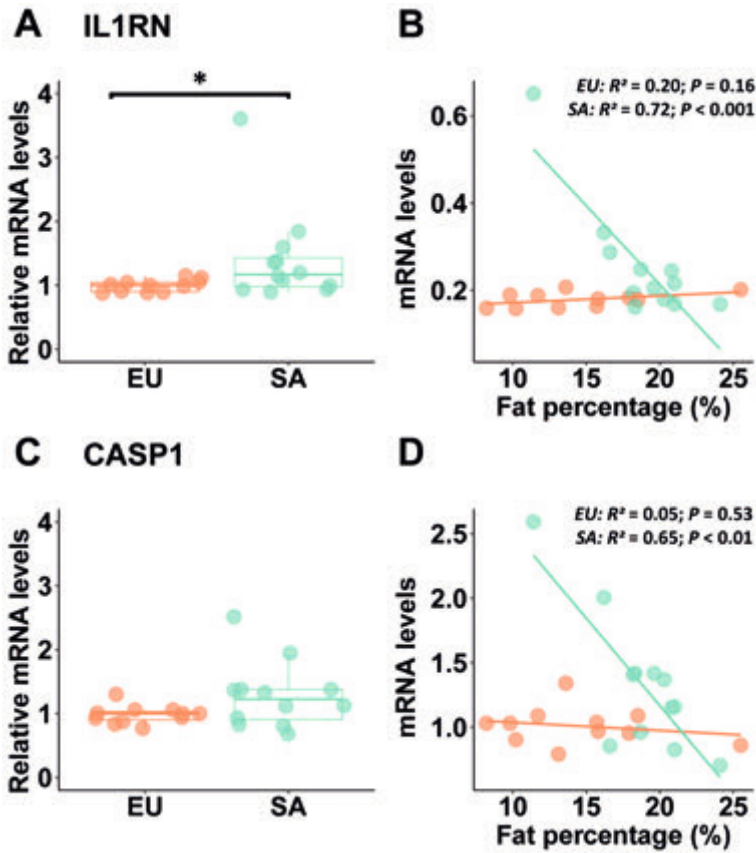 A IL1RN
*
Relative mRNA levels
4
3
2
1
0
EU SA
B
EU: R² = 0.20; P = 0.16
SA: R² = 0.72; P < 0.001
mRNA levels
0.6
0.4
0.2
10 15 20 25
Fat percentage (%)
C CASP1
Relative mRNA levels
4
3
2
1
0
EU SA
D
EU: R² = 0.05; P = 0.53
SA: R² = 0.65; P < 0.01
mRNA levels
2.5
2.0
1.5
1.0
10 15 20 25
Fat percentage (%)